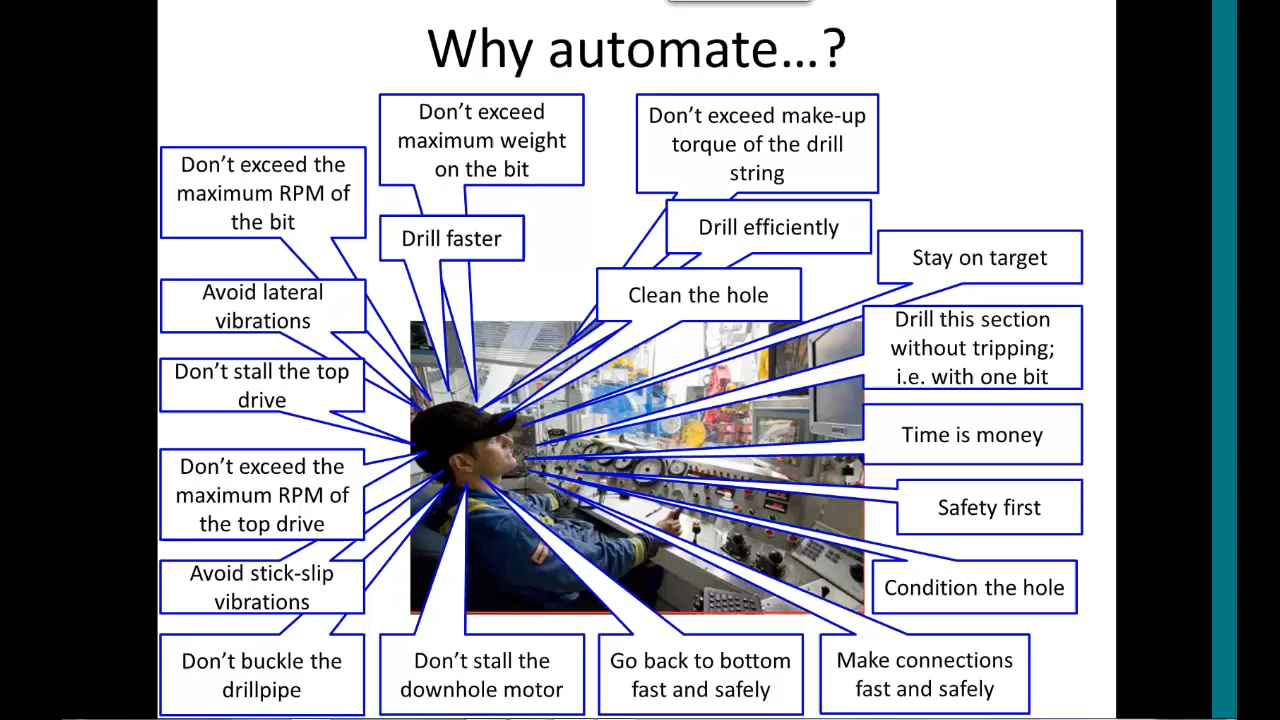 Why automate…?
Don’t exceed
maximum weight
on the bit
Don’t exceed make-up
torque of the drill
string
Don’t exceed the
maximum RPM of
the bit
Drill faster
Drill efficiently
Stay on target
Avoid lateral
vibrations
Clean the hole
Drill this section
without tripping;
i.e. with one bit
Don’t stall the top
drive
Time is money
Don’t exceed the
maximum RPM of
the top drive
Safety first
Avoid stick-slip
vibrations
Condition the hole
Don’t buckle the
drillpipe
Don’t stall the
downhole motor
Go back to bottom
fast and safely
Make connections
fast and safely